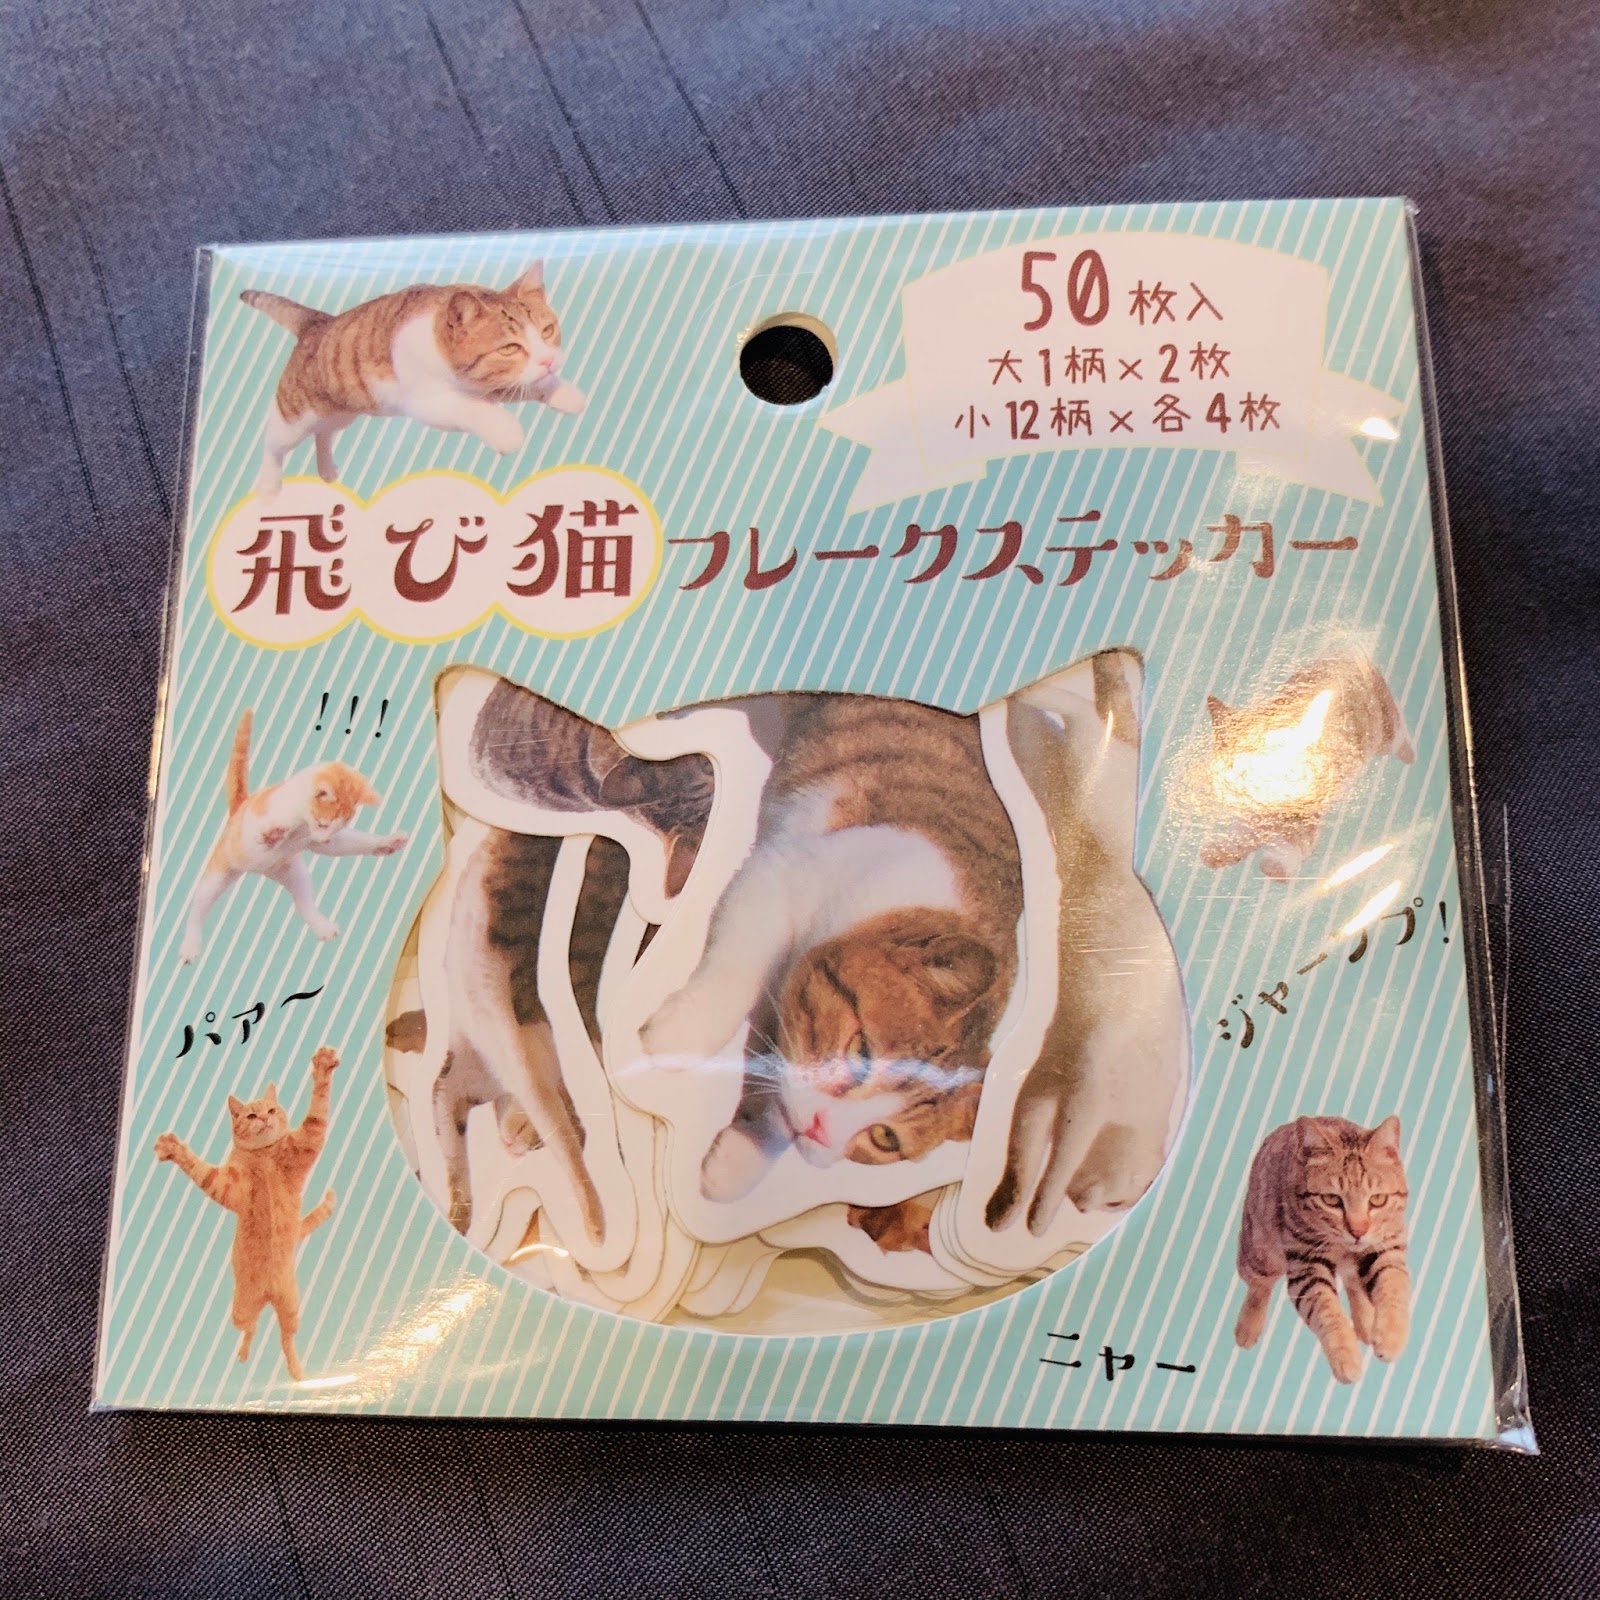 50枚入
大1柄×2枚
小12柄×各4枚
飛び猫フレークステッカー
!!!
パァ〜
ジャーンプ!
ニャー